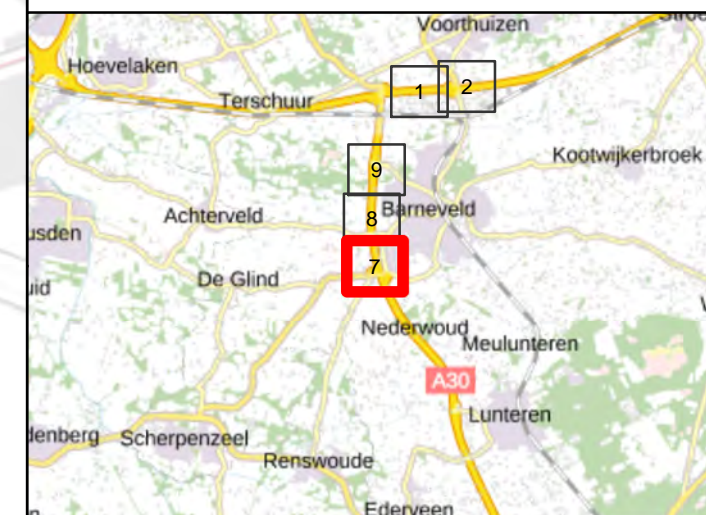 Voorthuizen
Hoevelaken
1
2
Terschuur
Kootwijkerbroek
9
Achterveld
8
Barneveld
usden
7
De Glind
uid
Nederwoud
Meulunteren
A30
Lunteren
denberg
Scherpenzeel
Renswoude
Ederveen